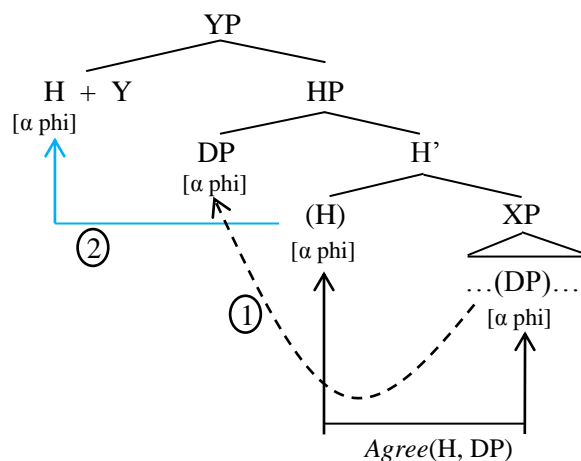 YP
H + Y
HP
[α phi]
DP
H’
[α phi]
(H)
XP
[α phi]
②
…(DP)…
①
[α phi]
Agree(H, DP)